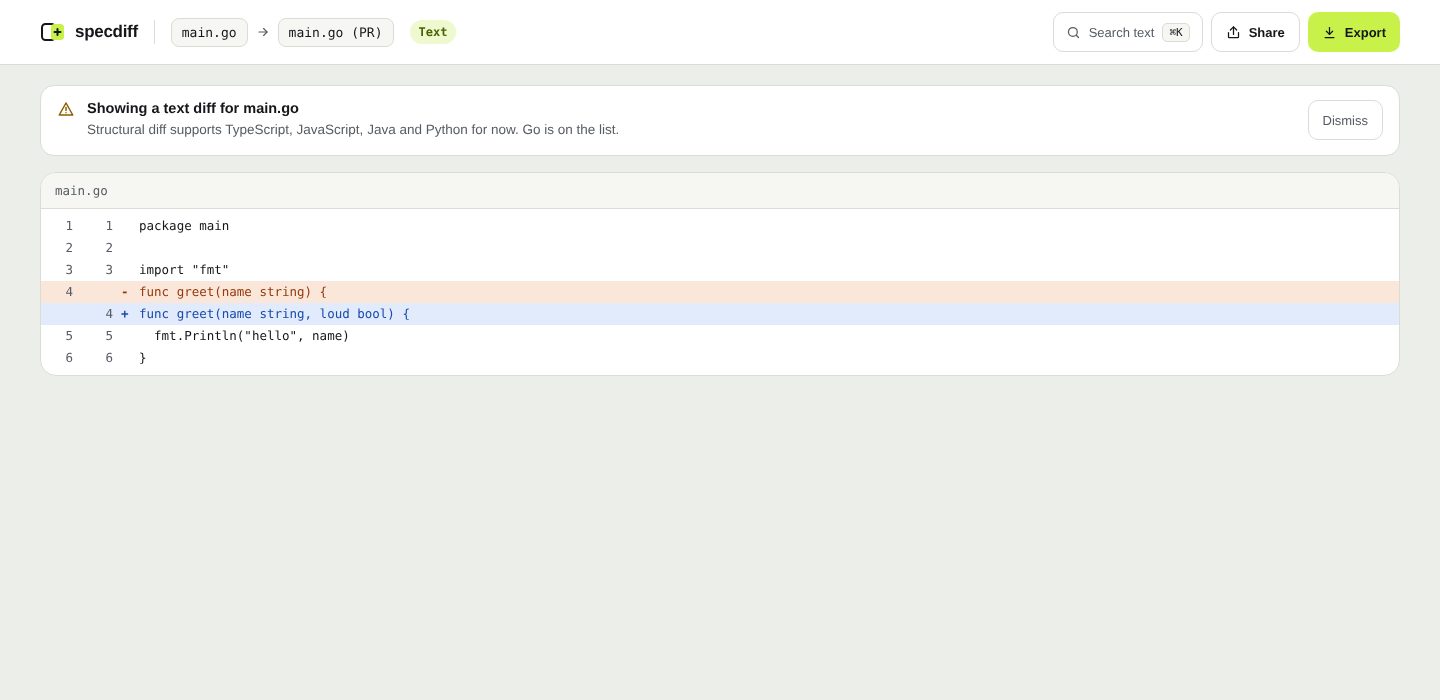 specdiff main.go → main.go (PR) Text Search text ⌘K Share Export
Showing a text diff for main.go
Structural diff supports TypeScript, JavaScript, Java and Python for now. Go is on the list.
Dismiss
main.go
1 1 package main
2 2
3 3 import "fmt"
4 - func greet(name string) {
4 + func greet(name string, loud bool) {
5 5 fmt.Println("hello", name)
6 6 }